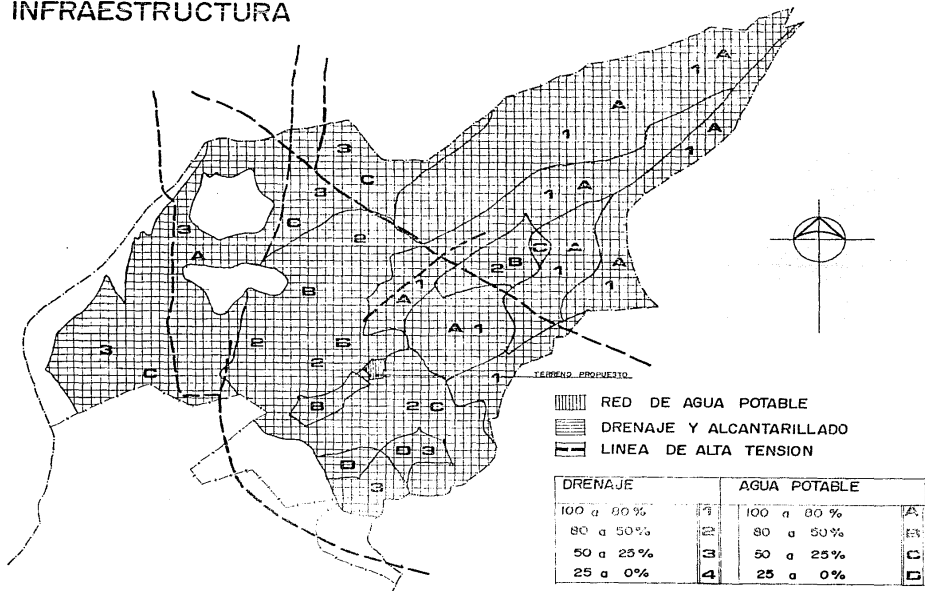 INFRAESTRUCTURA
A
1
A
1
A
1
3
C
3
A
1
C
3
2
C
A
2 B
1
A
1
A
B
A
1
A 1
3
2
B
2
C
TERRENO PROPUESTO
1
B
2 C
D
D 3
3
RED DE AGUA POTABLE
DRENAJE Y ALCANTARILLADO
LINEA DE ALTA TENSION
DRENAJE AGUA POTABLE
100 a 80 % 1 100 a 80 % A
80 a 50% 2 80 a 50% B
50 a 25% 3 50 a 25% C
25 a 0% 4 25 a 0% D